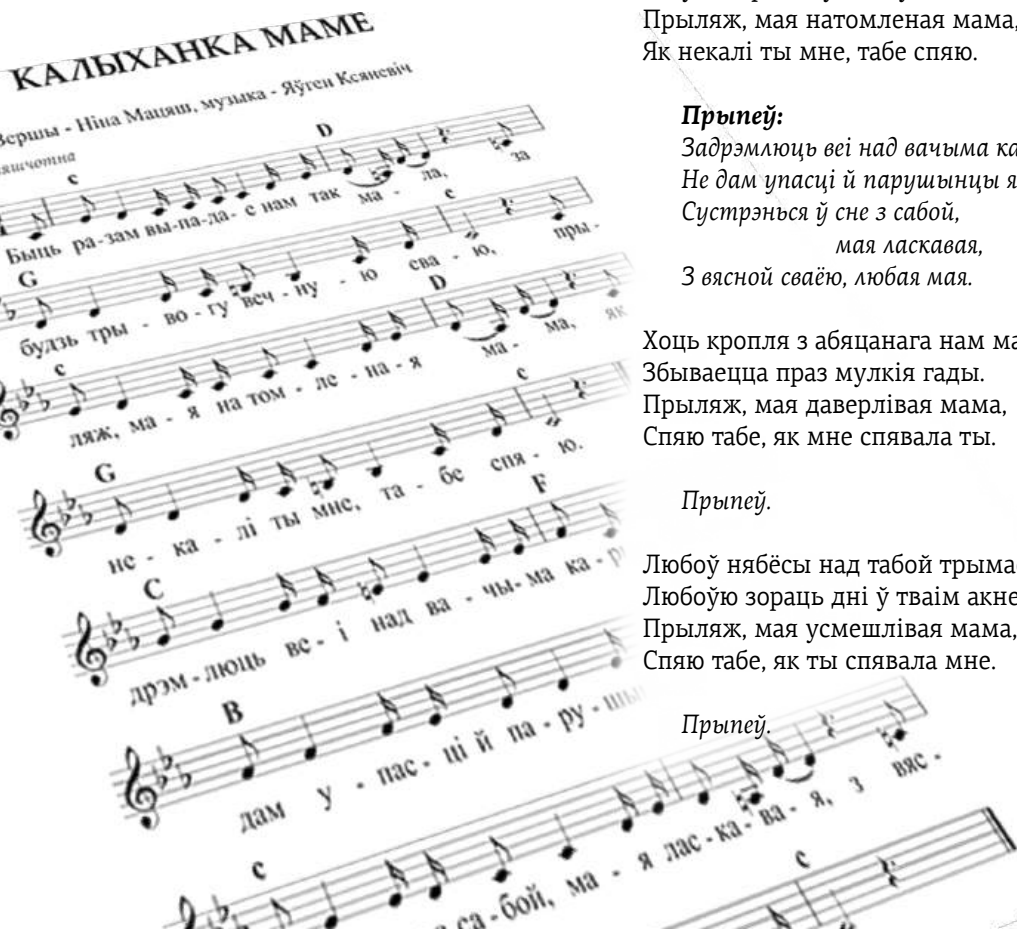 КАЛЫХАНКА МАМЕ
Вершы - Ніна Мацяш, музыка - Яўген Ксяневіч
c D
Быць ра-зам вы-па-да- е нам так ма - ла, за
G c
будзь тры - во - гу веч - ну - ю сва - ю, пры -
c D
ляж, ма - я на том - ле - на - я ма - ма, як
G c
не - ка - лі ты мне, та - бе спя - ю.
C F
дрэм - люць ве - і над ва - чы- ма ка -
B
дам у - пас - ці й па - ру -
c
са - бой, ма - я лас - ка - ва - я, з вяс -
c
Прыляж, мая натомленая мама,
Як некалі ты мне, табе спяю.
Прыпеў:
Задрэмлюць веі над вачыма
Не дам упасці й парушынцы
Сустрэнься ў сне з сабой,
мая ласкавая,
З вясной сваёю, любая мая.
Хоць кропля з абяцанага нам
Збываецца праз мулкія гады.
Прыляж, мая даверлівая мама,
Спяю табе, як мне спявала ты.
Прыпеў.
Любоў нябёсы над табой
Любоўю зораць дні ў тваім акне
Прыляж, мая усмешлівая мама,
Спяю табе, як ты спявала мне.
Прыпеў.